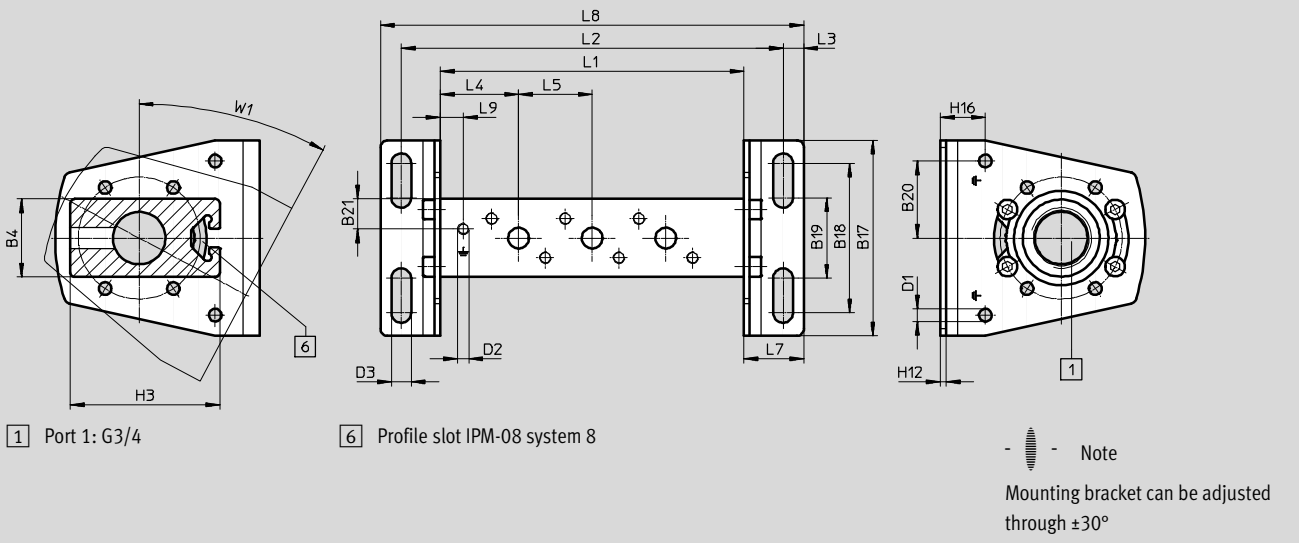 L8
L2
L3
L1
L4
L5
L9
W1
H16
B21
B4
B19
B18
B17
B20
D1
6
D2
L7
D3
H3
H12
1
1 Port 1: G3/4
6 Profile slot IPM-08 system 8
- - Note
Mounting bracket can be adjusted
through ±30°